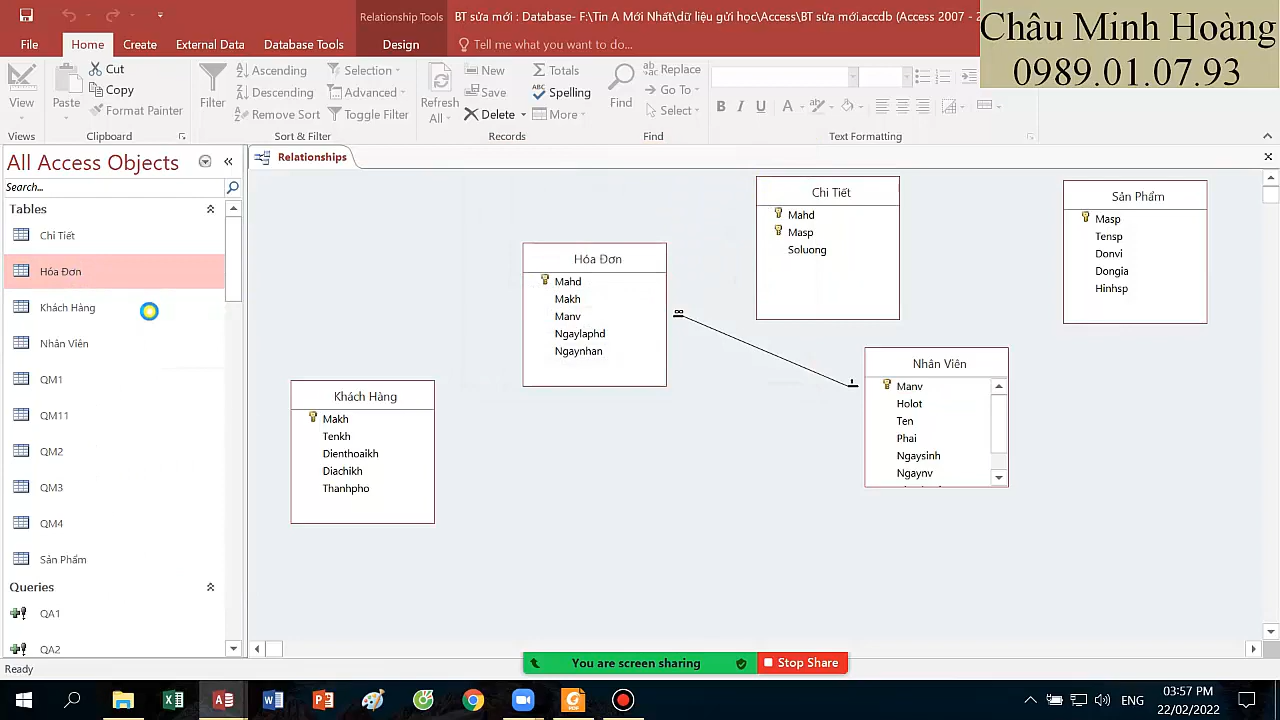 Relationship Tools
BT sửa mới : Database- F:\Tin A Mới Nhất\dữ liệu gửi học\Access\BT sửa mới.accdb (Access 2007 - 2
Châu Minh Hoàng
0989.01.07.93
File
Home
Create
External Data
Database Tools
Design
Tell me what you want to do...
View
Paste
Cut
Copy
Format Painter
Filter
Ascending
Descending
Remove Sort
Selection
Advanced
Toggle Filter
Refresh
All
New
Save
Delete
Totals
Spelling
More
Find
Replace
Go To
Select
B I U A
Views
Clipboard
Sort & Filter
Records
Find
Text Formatting
All Access Objects
Search...
Tables
Chi Tiết
Hóa Đơn
Khách Hàng
Nhân Viên
QM1
QM11
QM2
QM3
QM4
Sản Phẩm
Queries
QA1
QA2
Relationships
Chi Tiết
Mahd
Masp
Soluong
Sản Phẩm
Masp
Tensp
Donvi
Dongia
Hinhsp
Hóa Đơn
Mahd
Makh
Manv
Ngaylaphd
Ngaynhan
∞
1
Nhân Viên
Manv
Holot
Ten
Phai
Ngaysinh
Ngaynv
Khách Hàng
Makh
Tenkh
Dienthoaikh
Diachikh
Thanhpho
Ready
You are screen sharing
Stop Share
ENG
03:57 PM
22/02/2022